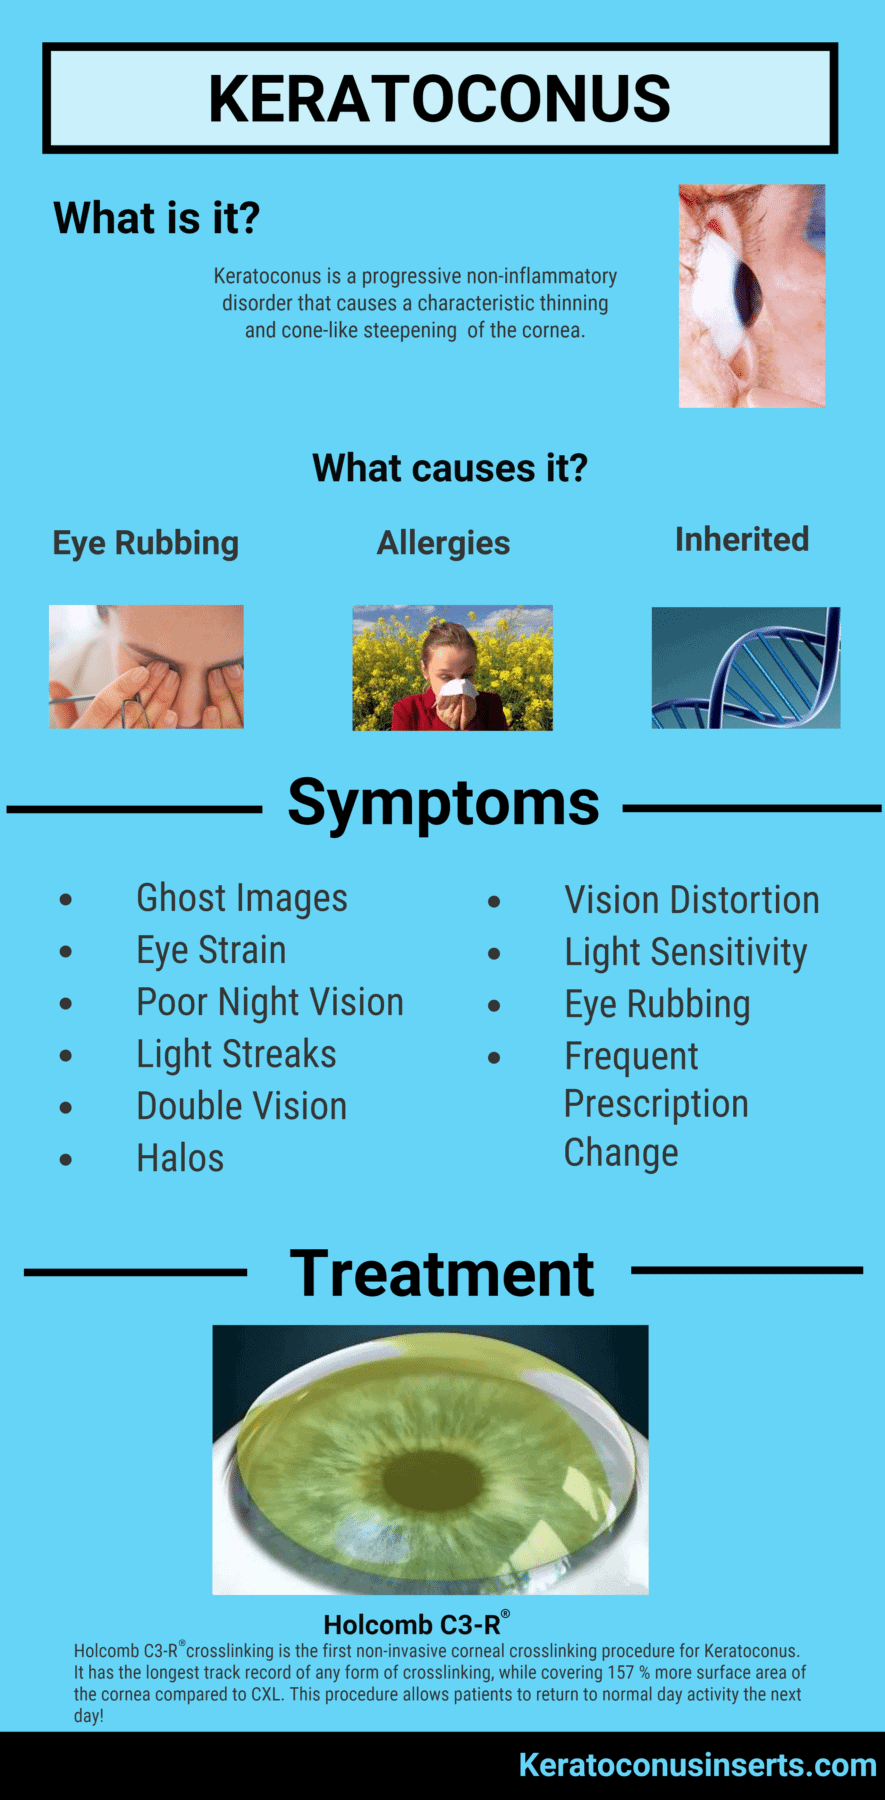 KERATOCONUS
What is it?
Keratoconus is a progressive non-inflammatory
disorder that causes a characteristic thinning
and cone-like steepening of the cornea.
What causes it?
Eye Rubbing
Allergies
Inherited
Symptoms
• Ghost Images
• Eye Strain
• Poor Night Vision
• Light Streaks
• Double Vision
• Halos
• Vision Distortion
• Light Sensitivity
• Eye Rubbing
• Frequent
Prescription
Change
Treatment
Holcomb C3-R®
Holcomb C3-R®crosslinking is the first non-invasive corneal crosslinking procedure for Keratoconus.
It has the longest track record of any form of crosslinking, while covering 157 % more surface area of
the cornea compared to CXL. This procedure allows patients to return to normal day activity the next
day!
Keratoconusinserts.com